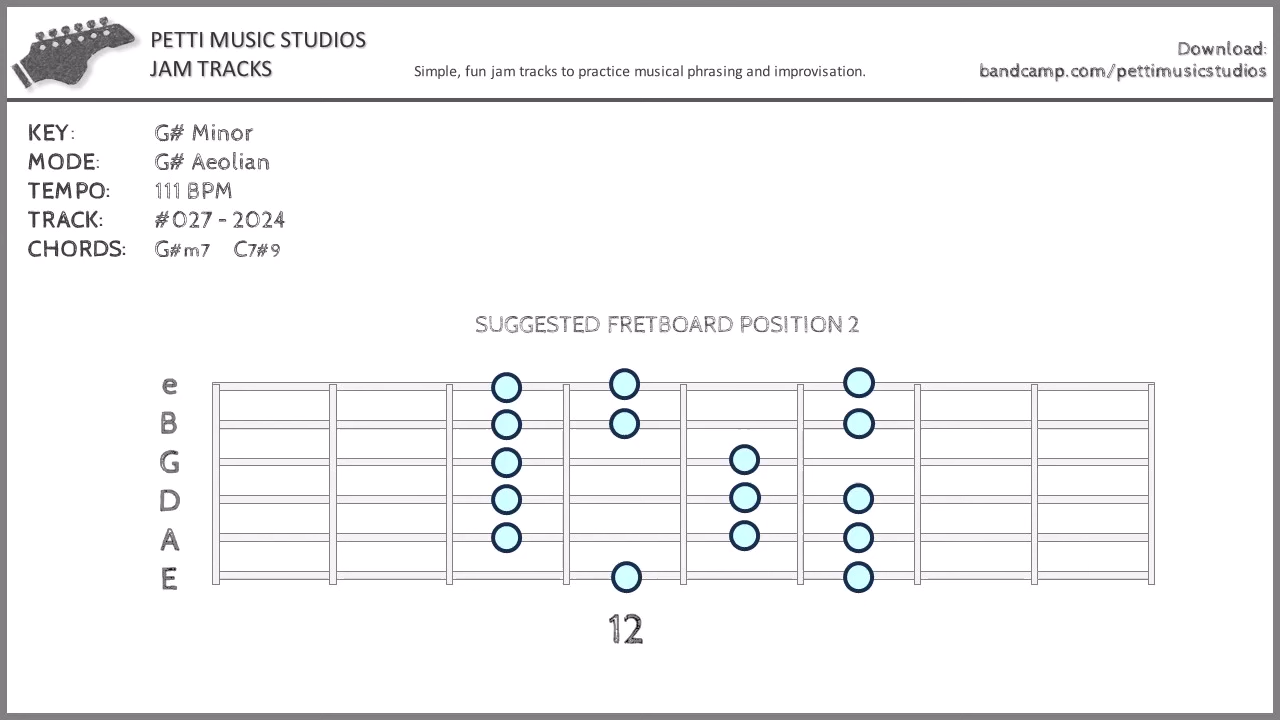 PETTI MUSIC STUDIOS
JAM TRACKS
Simple, fun jam tracks to practice musical phrasing and improvisation.
Download:
bandcamp.com/pettimusicstudios
KEY: G# Minor
MODE: G# Aeolian
TEMPO: 111 BPM
TRACK: #027 - 2024
CHORDS: G#m7 C7#9
SUGGESTED FRETBOARD POSITION 2
e
B
G
D
A
E
12